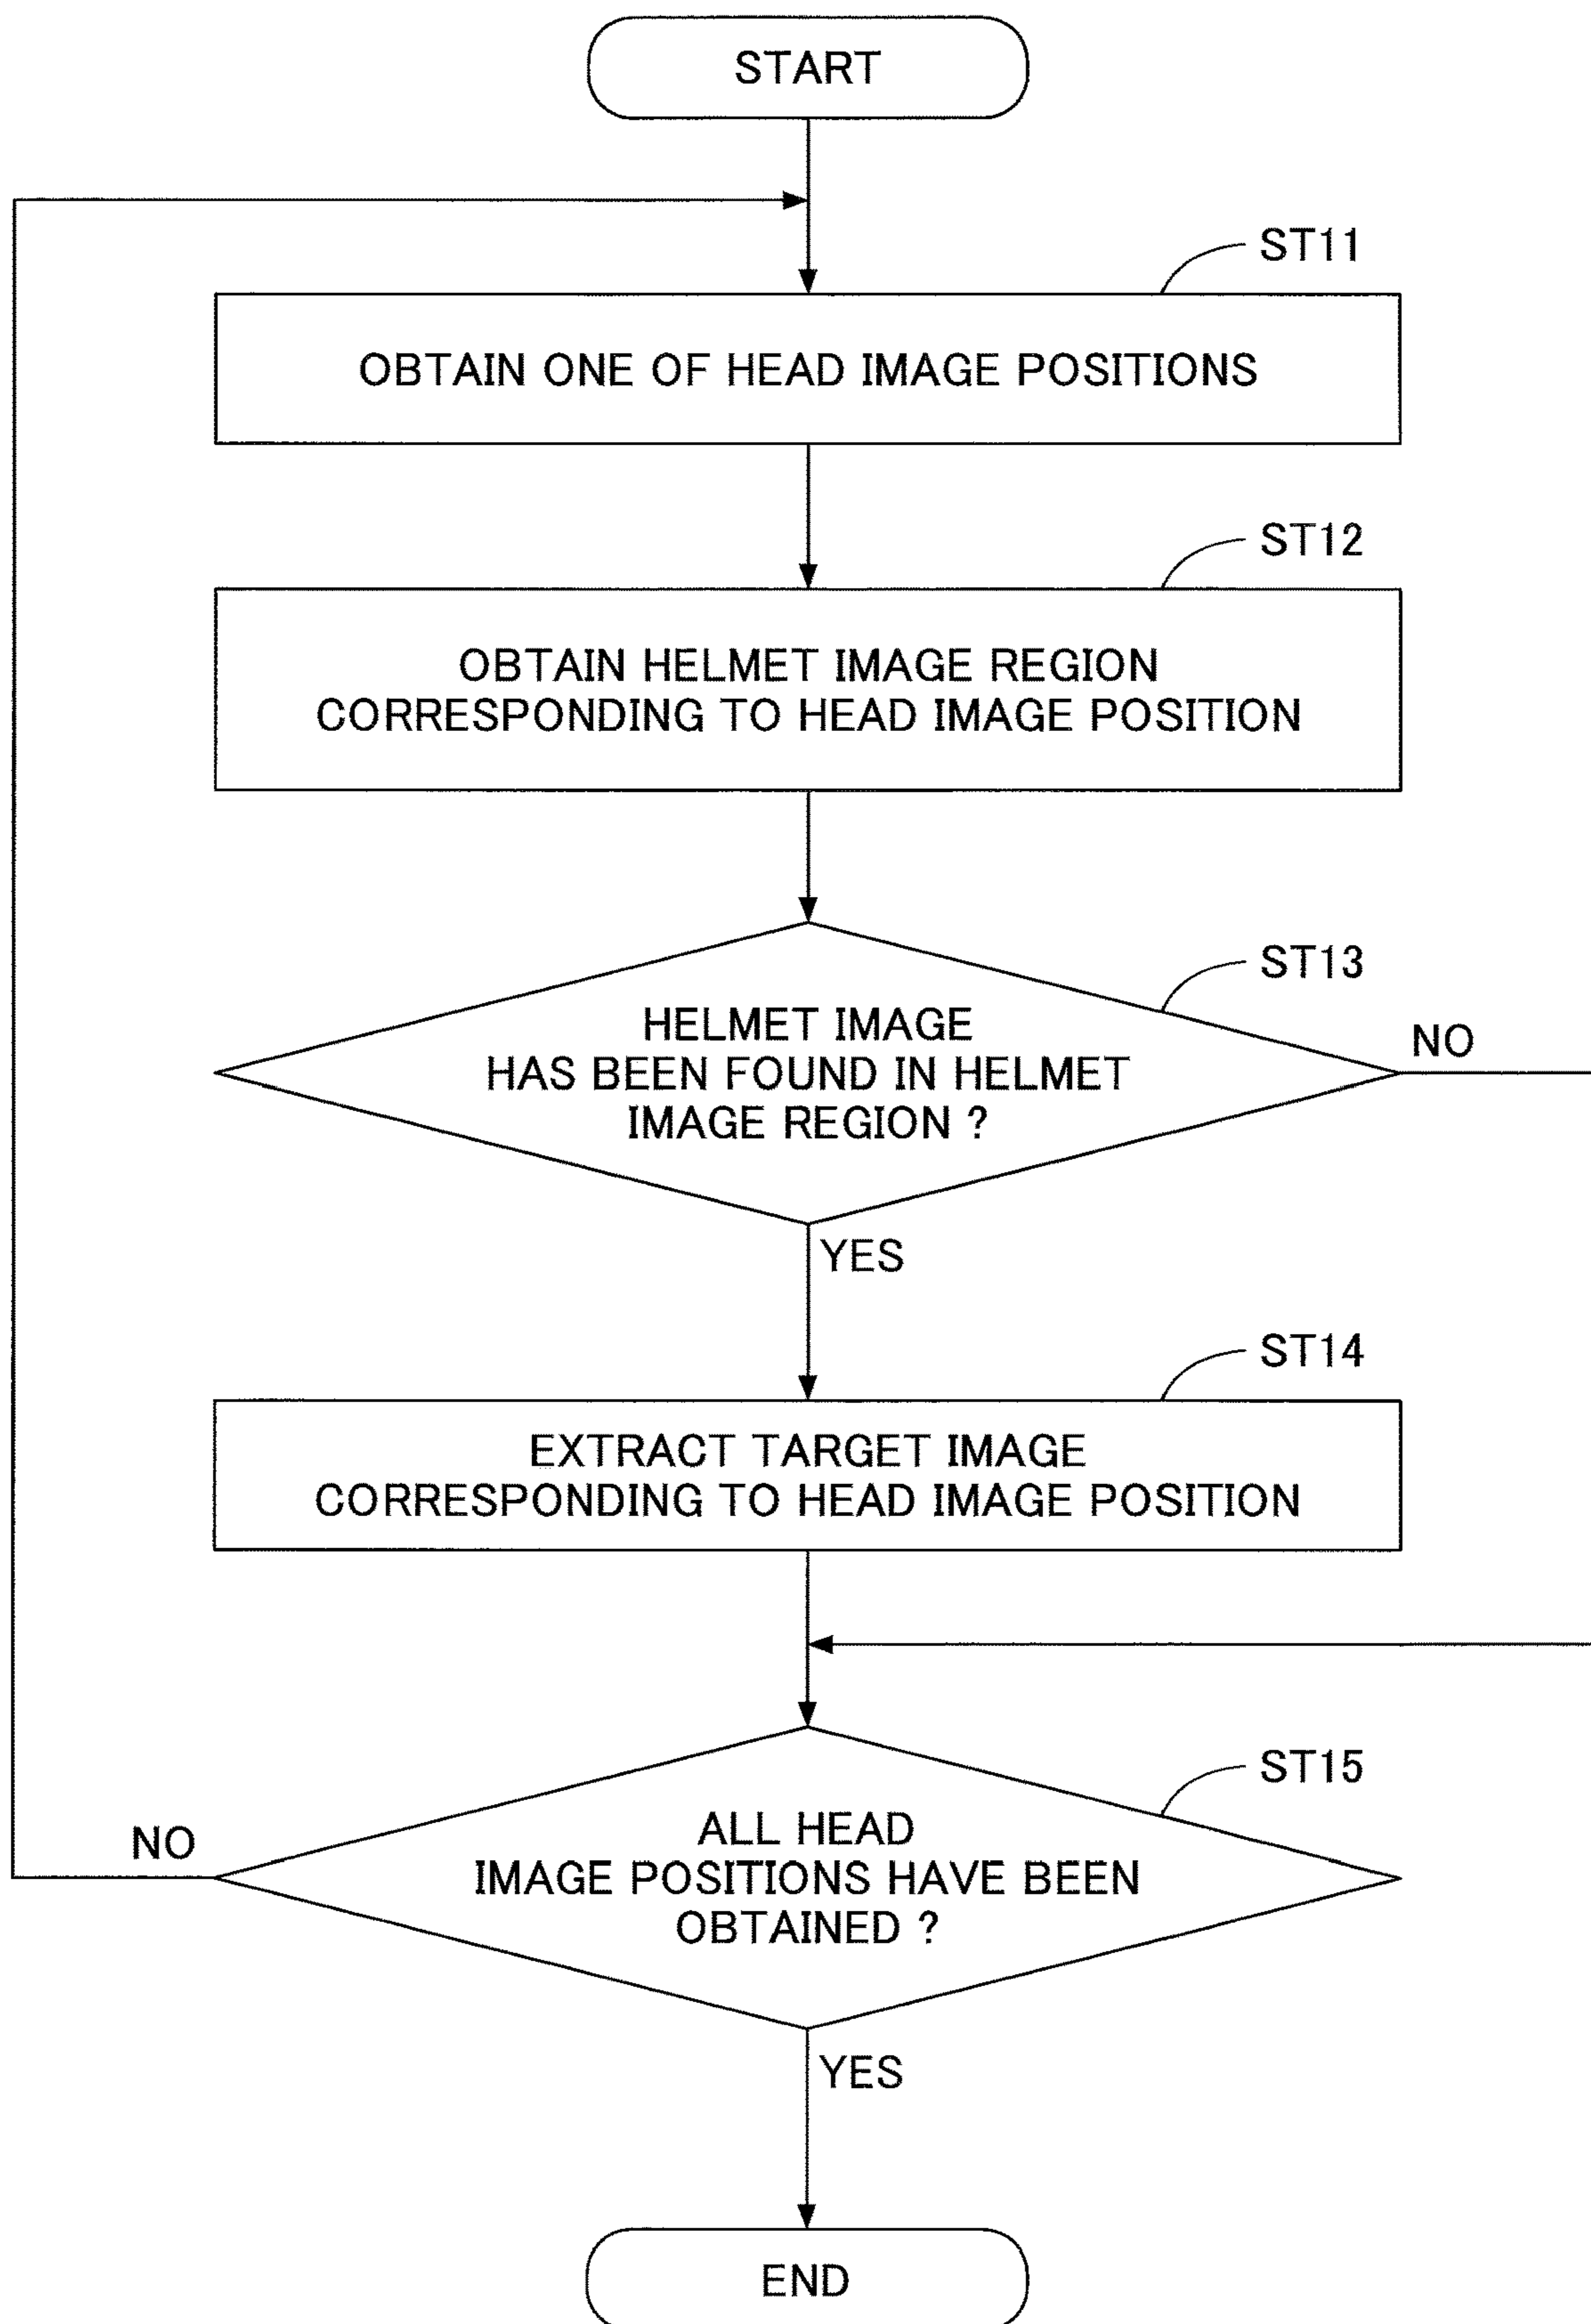 START
ST11
OBTAIN ONE OF HEAD IMAGE POSITIONS
ST12
OBTAIN HELMET IMAGE REGION
CORRESPONDING TO HEAD IMAGE POSITION
ST13
HELMET IMAGE
HAS BEEN FOUND IN HELMET
IMAGE REGION ?
NO
YES
ST14
EXTRACT TARGET IMAGE
CORRESPONDING TO HEAD IMAGE POSITION
ST15
ALL HEAD
IMAGE POSITIONS HAVE BEEN
OBTAINED ?
NO
YES
END